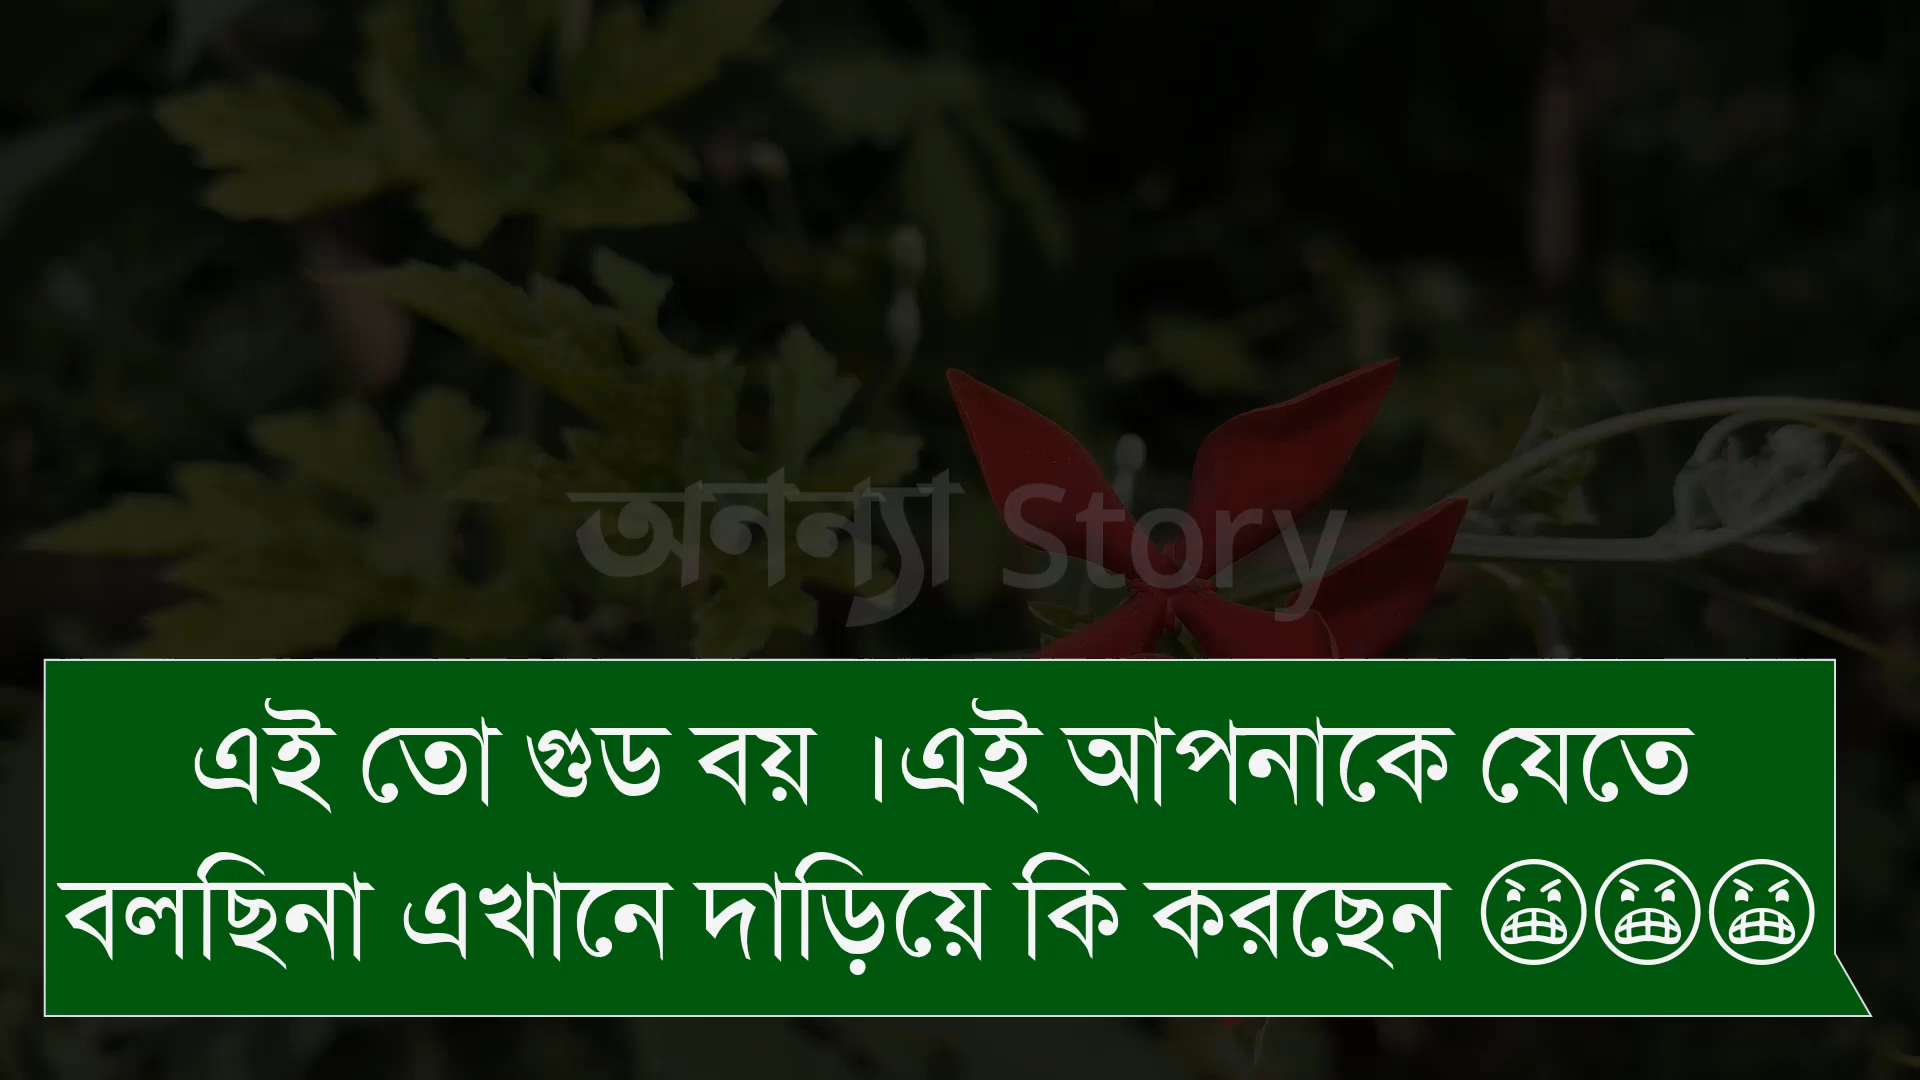 অনন্যা Story
এই তো গুড বয় ।এই আপনাকে যেতে
বলছিনা এখানে দাড়িয়ে কি করছেন 😬😬😬